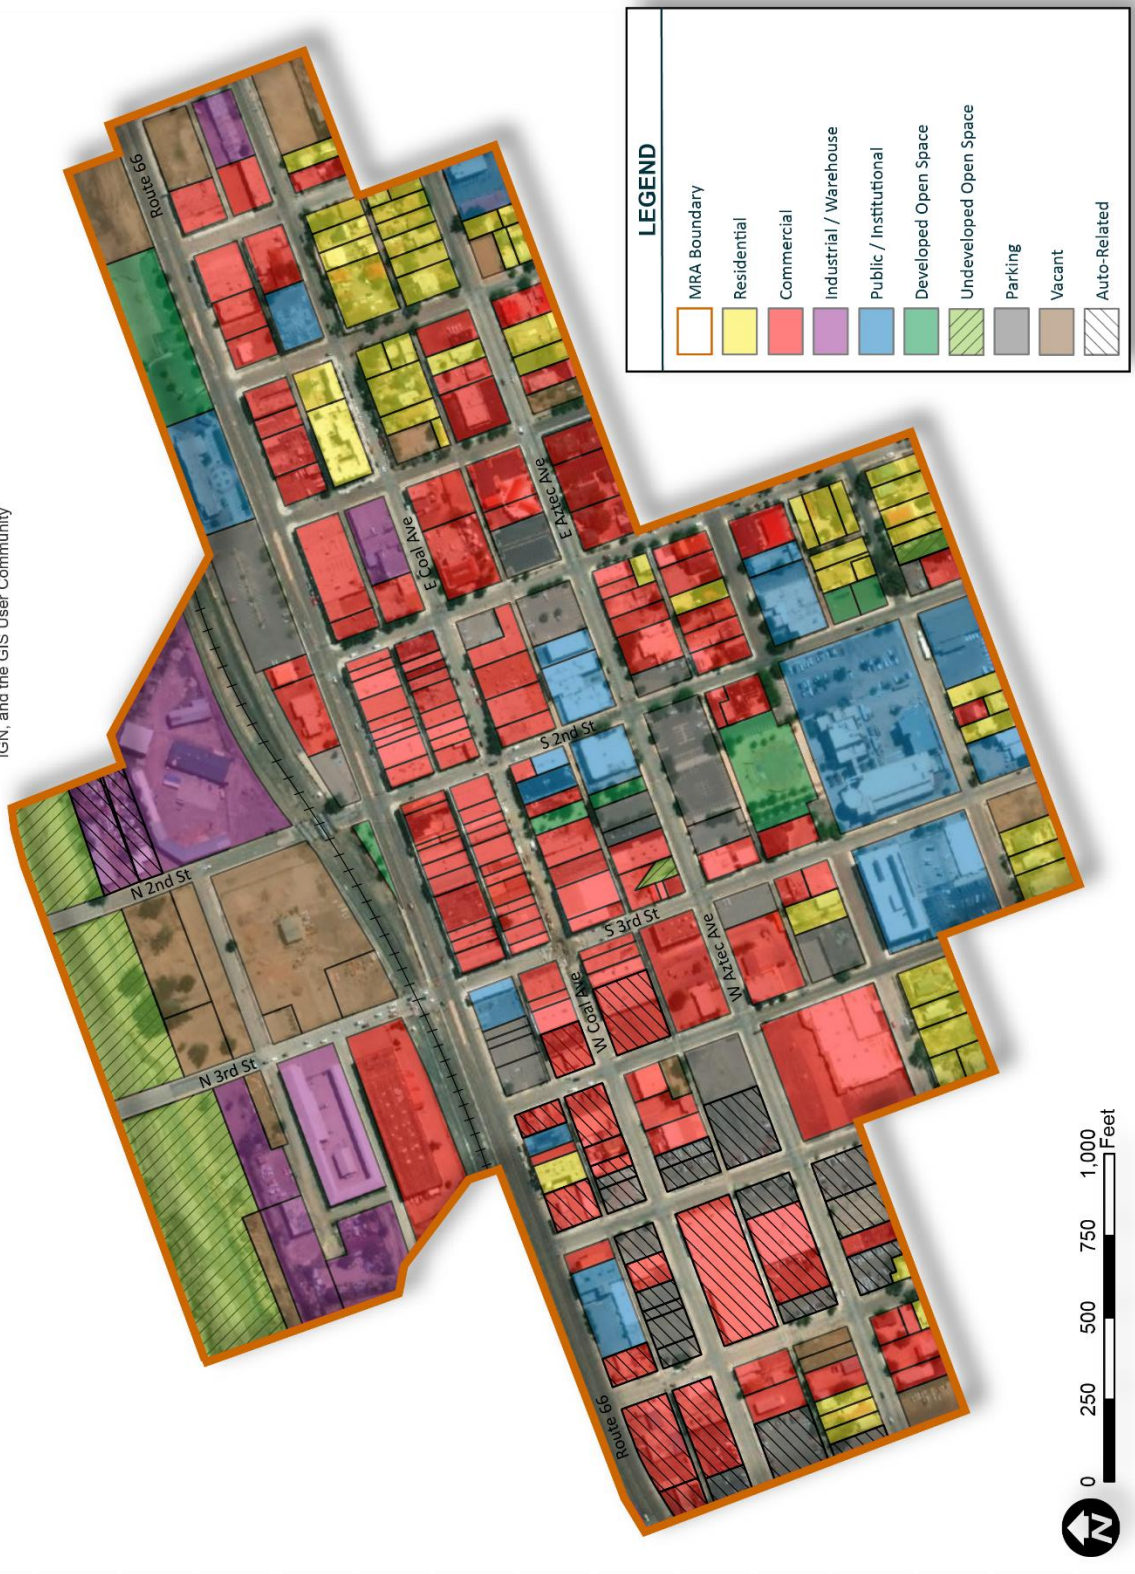 IGN, and the GIS User Community
Route 66
E Coal Ave
E Aztec Ave
S 2nd St
N 2nd St
S 3rd St
W Aztec Ave
W Coal Ave
N 3rd St
Route 66
LEGEND
MRA Boundary
Residential
Commercial
Industrial / Warehouse
Public / Institutional
Developed Open Space
Undeveloped Open Space
Parking
Vacant
Auto-Related
0 250 500 750 1,000
Feet
N